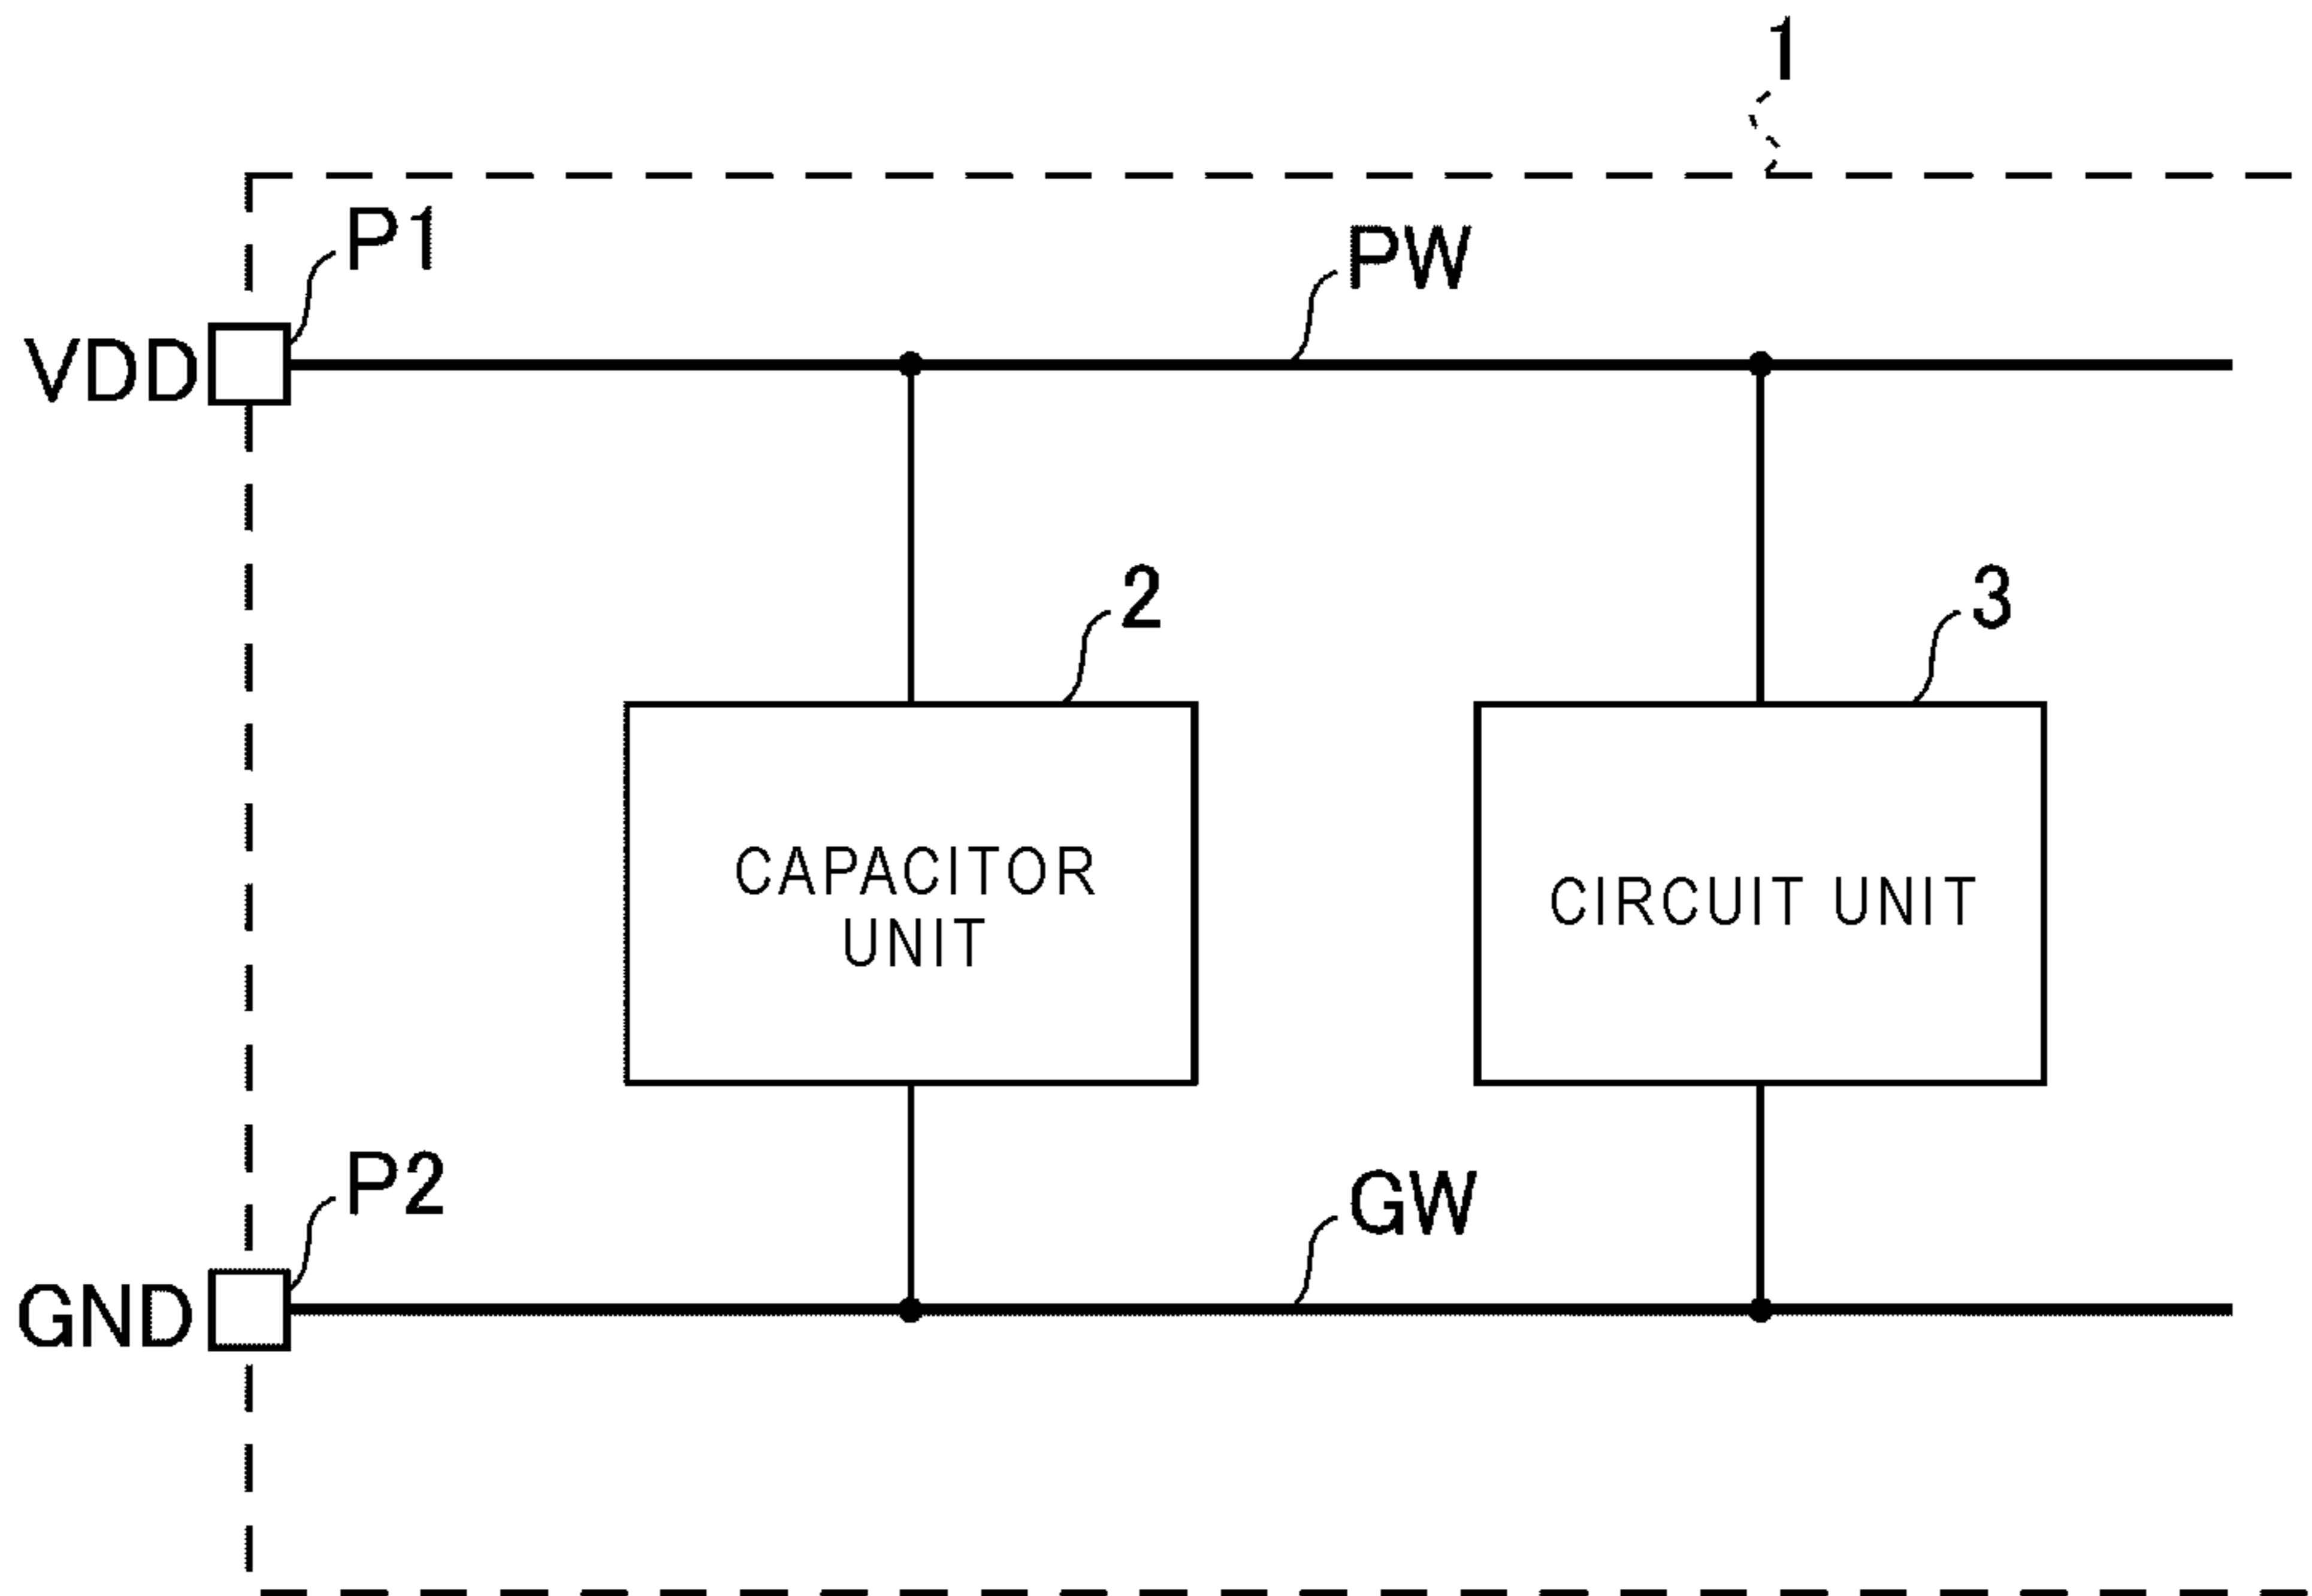 1
P1
PW
VDD
2
3
CAPACITOR
UNIT
CIRCUIT UNIT
P2
GW
GND